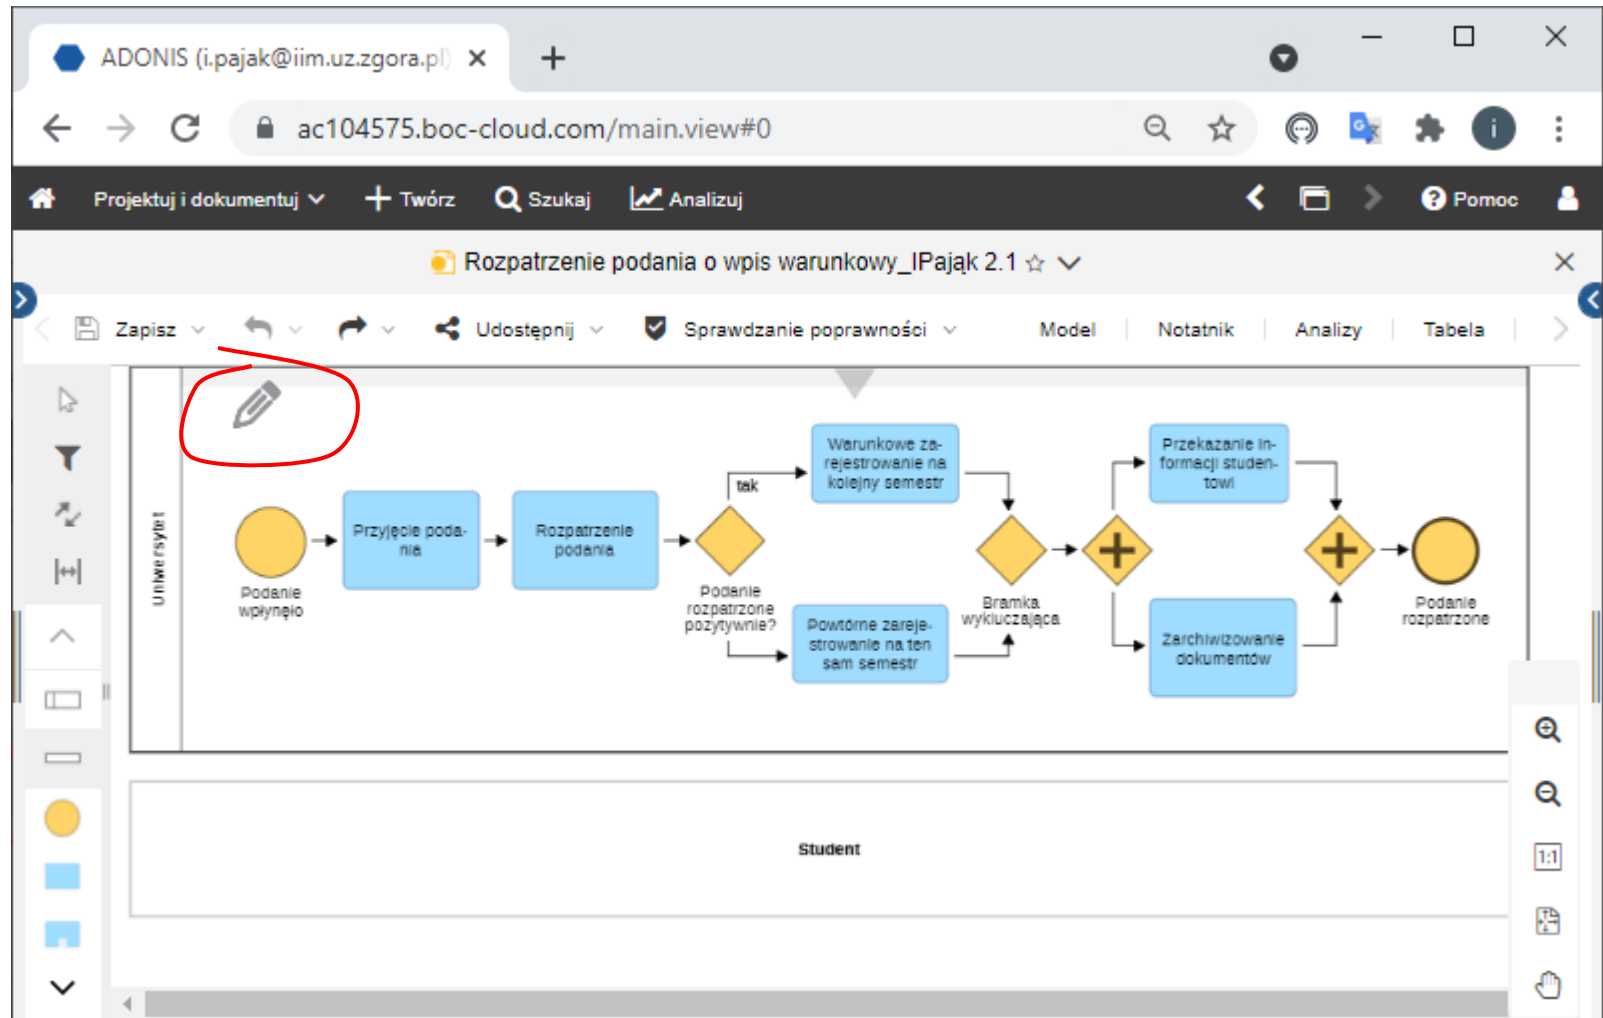 ADONIS (i.pajak@iim.uz.zgora.pl)
ac104575.boc-cloud.com/main.view#0
i
Projektuj i dokumentuj
Twórz
Szukaj
Analizuj
Pomoc
Rozpatrzenie podania o wpis warunkowy_IPająk 2.1
Zapisz
Udostępnij
Sprawdzanie poprawności
Model
Notatnik
Analizy
Tabela
Uniwersytet
Podanie
wpłynęło
Przyjęcie poda-
nia
Rozpatrzenie
podania
tak
Podanie
rozpatrzone
pozytywnie?
Warunkowe za-
rejestrowanie na
kolejny semestr
Powtórne zareje-
strowanie na ten
sam semestr
Bramka
wykluczająca
Przekazanie in-
formacji studen-
towi
Zarchiwizowanie
dokumentów
Podanie
rozpatrzone
Student
1:1